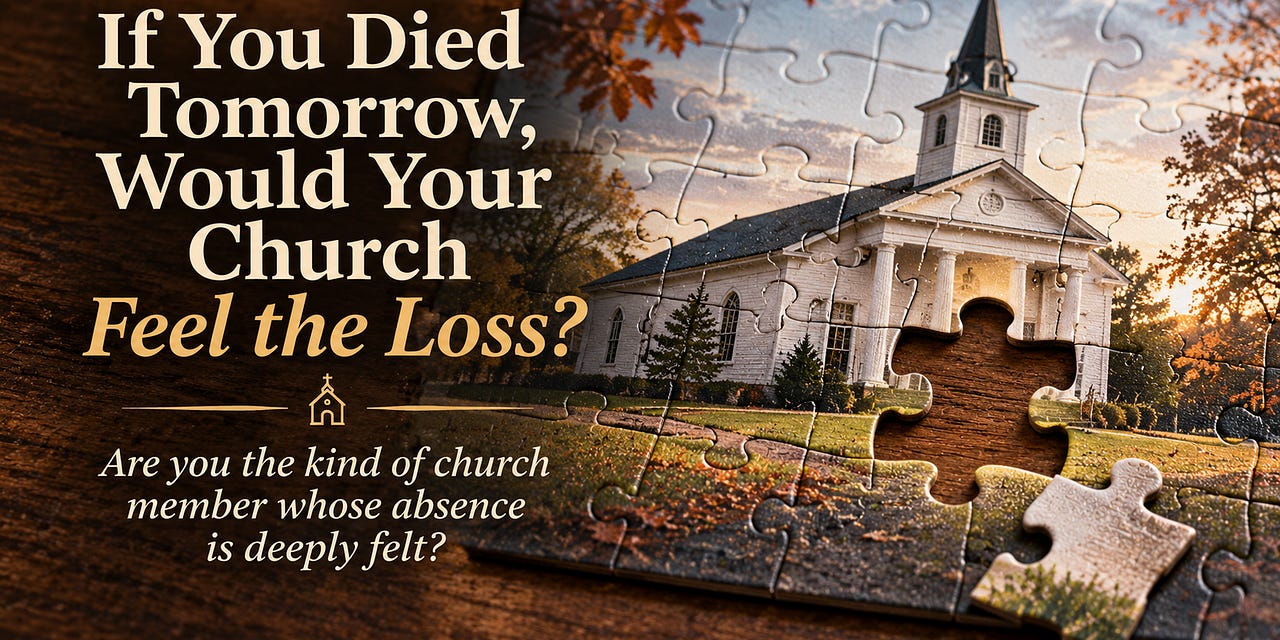 If You Died
Tomorrow,
Would Your
Church
Feel the Loss?
Are you the kind of church
member whose absence
is deeply felt?